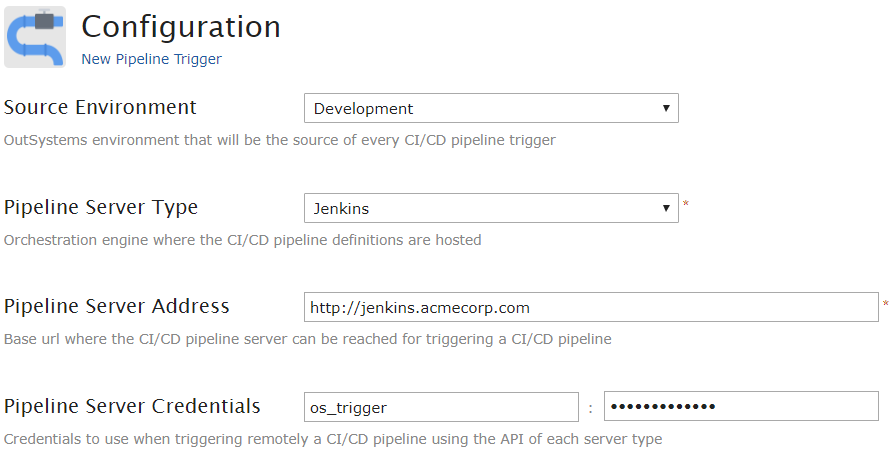 Configuration
New Pipeline Trigger
Source Environment Development
OutSystems environment that will be the source of every CI/CD pipeline trigger
Pipeline Server Type Jenkins *
Orchestration engine where the CI/CD pipeline definitions are hosted
Pipeline Server Address http://jenkins.acmecorp.com *
Base url where the CI/CD pipeline server can be reached for triggering a CI/CD pipeline
Pipeline Server Credentials os_trigger : •••••••••••••
Credentials to use when triggering remotely a CI/CD pipeline using the API of each server type